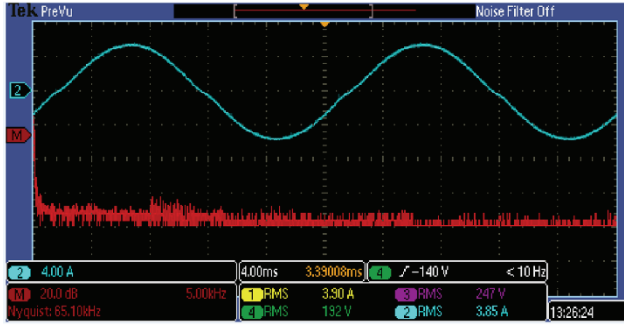 Tek PreVu Noise Filter Off
2
M
2 4.00 A 4.00ms 3.39008ms 4 -140 V < 10 Hz
M 20.0 dB 5.00kHz 1 RMS 3.90 A 3 RMS 247 V
Nyquist: 65.10kHz 4 RMS 192 V 2 RMS 3.85 A 13:26:24